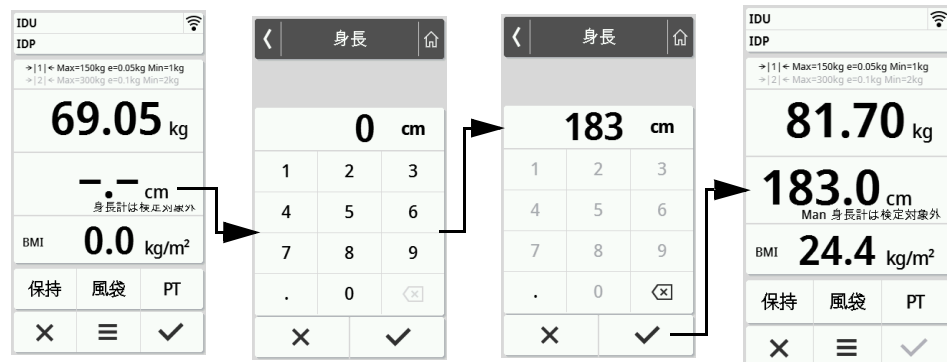 IDU
IDP
→|1|← Max=150kg e=0.05kg Min=1kg
→|2|← Max=300kg e=0.1kg Min=2kg
69.05 kg
–.– cm
身長計は検定対象外
BMI 0.0 kg/m²
保持 風袋 PT
身長
0 cm
1 2 3
4 5 6
7 8 9
. 0
身長
183 cm
1 2 3
4 5 6
7 8 9
. 0
IDU
IDP
→|1|← Max=150kg e=0.05kg Min=1kg
→|2|← Max=300kg e=0.1kg Min=2kg
81.70 kg
183.0 cm
Man 身長計は検定対象外
BMI 24.4 kg/m²
保持 風袋 PT